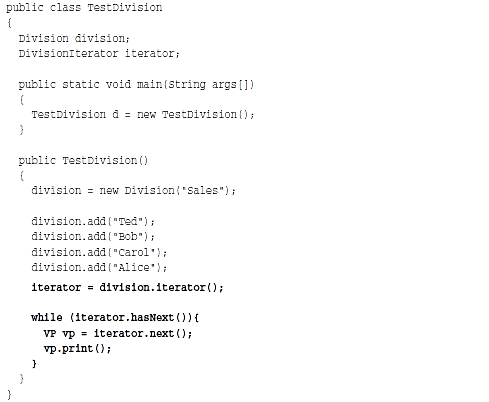 public class TestDivision
{
Division division;
DivisionIterator iterator;
public static void main(String args[])
{
TestDivision d = new TestDivision();
}
public TestDivision()
{
division = new Division("Sales");
division.add("Ted");
division.add("Bob");
division.add("Carol");
division.add("Alice");
iterator = division.iterator();
while (iterator.hasNext()){
VP vp = iterator.next();
vp.print();
}
}
}